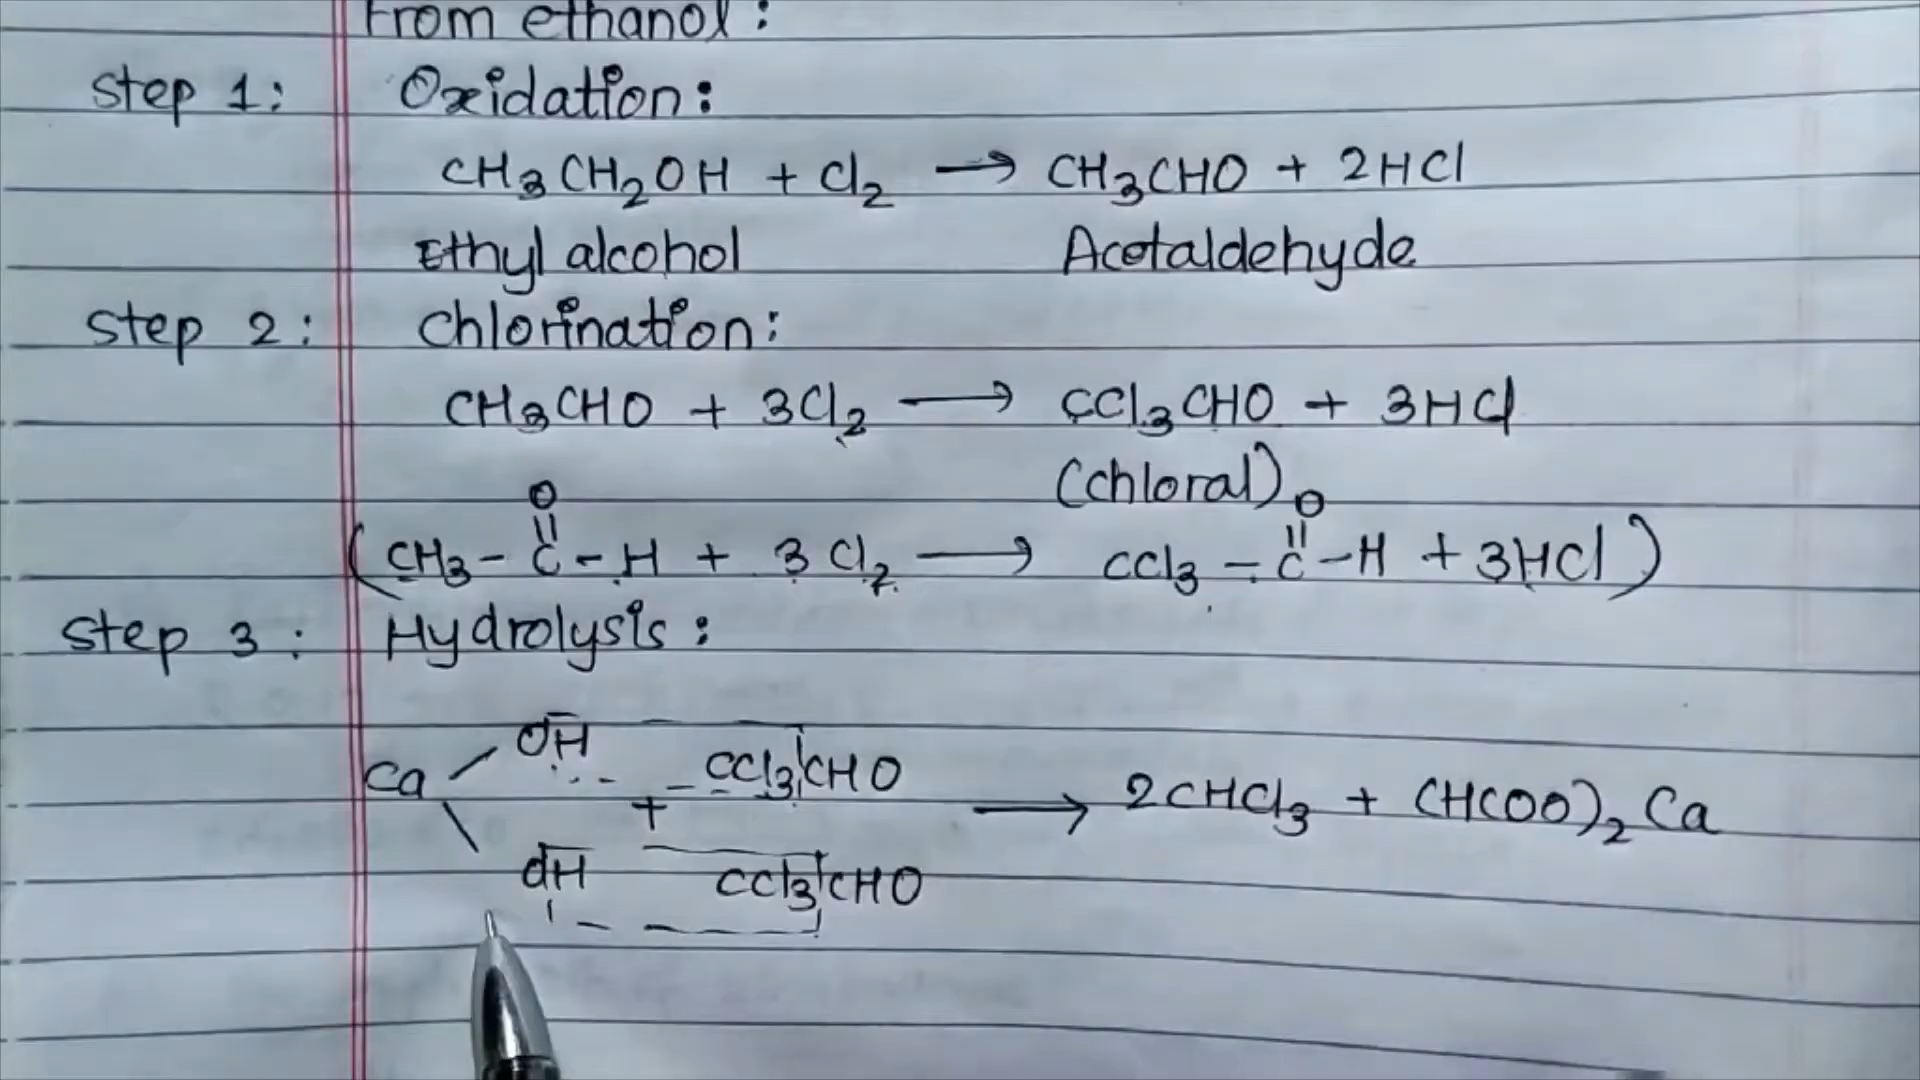 From ethanol:
Step 1: Oxidation:
CH3CH2OH + Cl2 → CH3CHO + 2HCl
Ethyl alcohol Acetaldehyde
Step 2: Chlorination:
CH3CHO + 3Cl2 → CCl3CHO + 3HCl
(chloral)
O O
|| ||
(CH3-C-H + 3Cl2 → CCl3-C-H + 3HCl)
Step 3: Hydrolysis:
OH CCl3CHO
Ca + → 2CHCl3 + (HCOO)2Ca
OH CCl3CHO